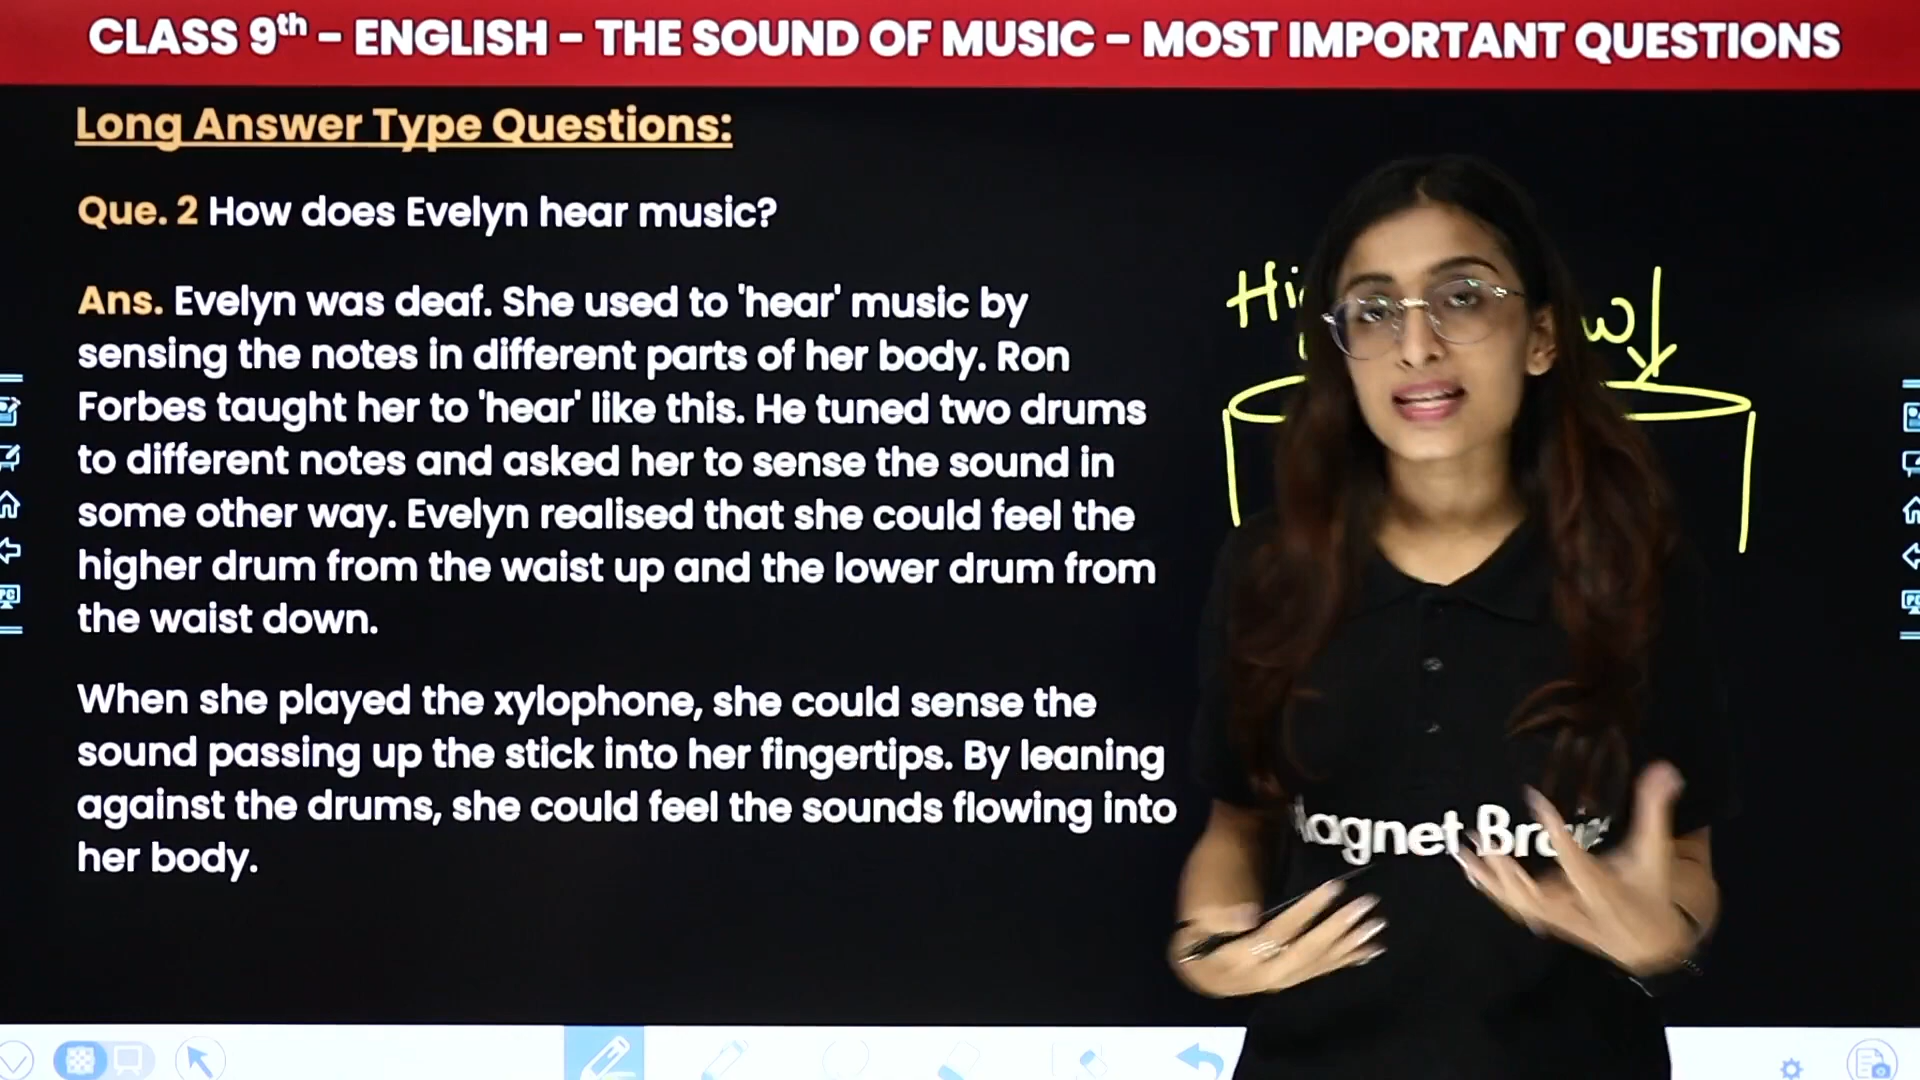 CLASS 9th – ENGLISH – THE SOUND OF MUSIC – MOST IMPORTANT QUESTIONS
Long Answer Type Questions:
Que. 2 How does Evelyn hear music?
Ans. Evelyn was deaf. She used to 'hear' music by
sensing the notes in different parts of her body. Ron
Forbes taught her to 'hear' like this. He tuned two drums
to different notes and asked her to sense the sound in
some other way. Evelyn realised that she could feel the
higher drum from the waist up and the lower drum from
the waist down.
When she played the xylophone, she could sense the
sound passing up the stick into her fingertips. By leaning
against the drums, she could feel the sounds flowing into
her body.